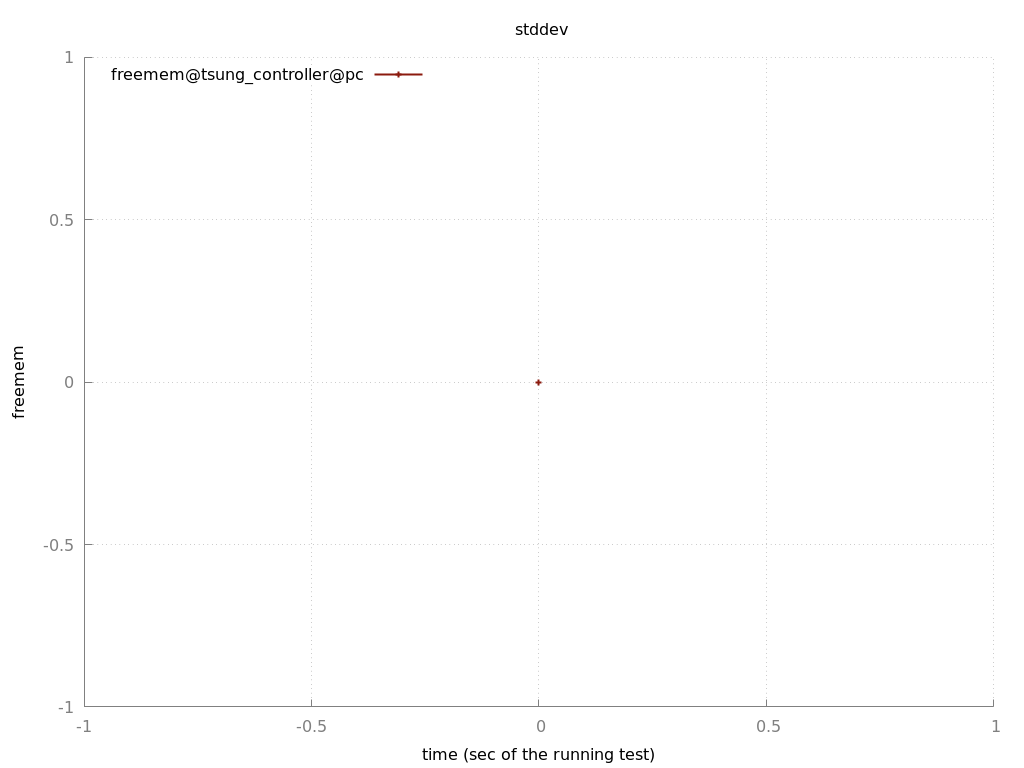 stddev
1
freemem@tsung_controller@pc
0.5
0
-0.5
-1
freemem
-1 -0.5 0 0.5 1
time (sec of the running test)